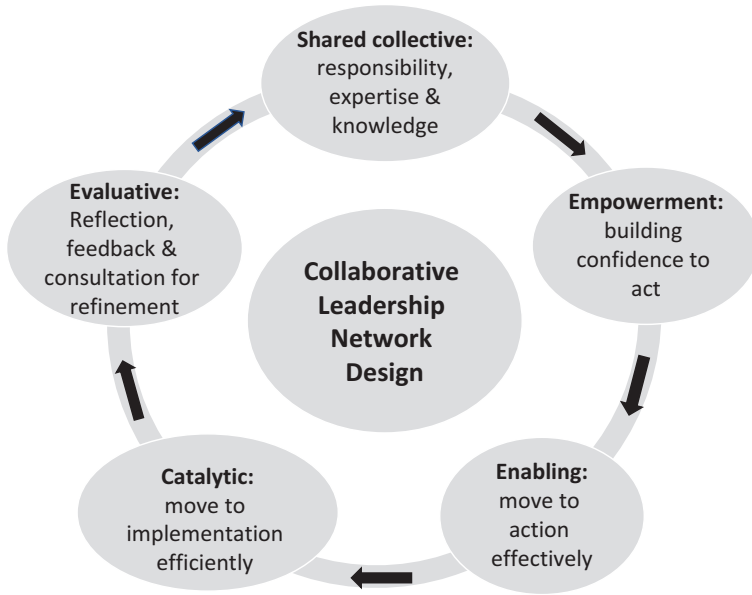 Shared collective:
responsibility,
expertise &
knowledge
Empowerment:
building
confidence to
act
Enabling:
move to
action
effectively
Catalytic:
move to
implementation
efficiently
Evaluative:
Reflection,
feedback &
consultation for
refinement
Collaborative
Leadership
Network
Design